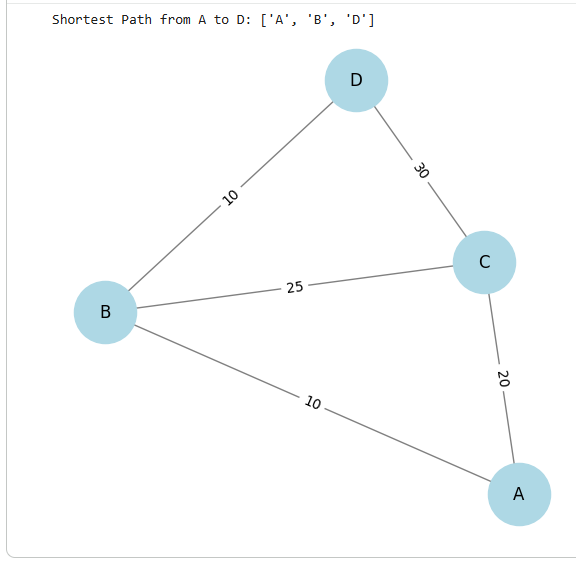 Shortest Path from A to D: ['A', 'B', 'D']
D
10
30
C
25
B
20
10
A